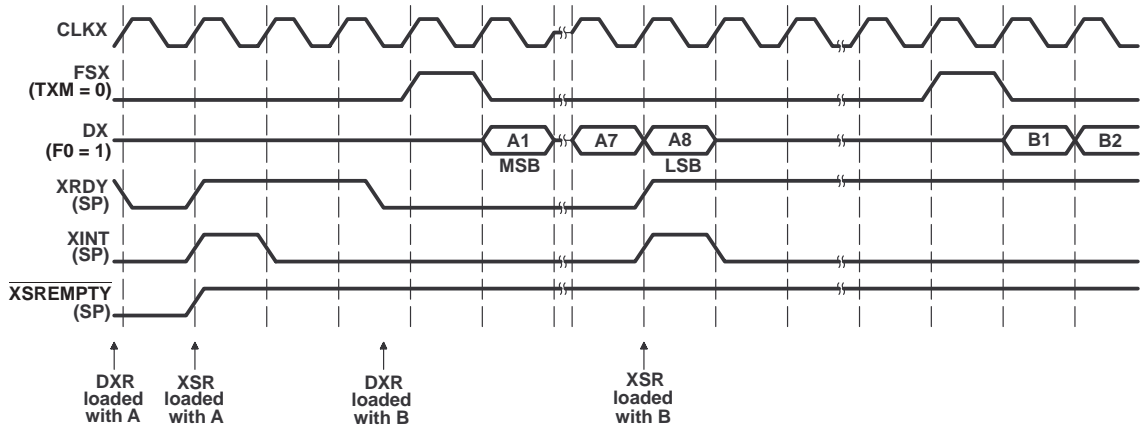 CLKX
FSX
(TXM = 0)
DX
(F0 = 1)
A1
A7
A8
B1
B2
MSB
LSB
XRDY
(SP)
XINT
(SP)
XSREMPTY
(SP)
DXR
loaded
with A
XSR
loaded
with A
DXR
loaded
with B
XSR
loaded
with B